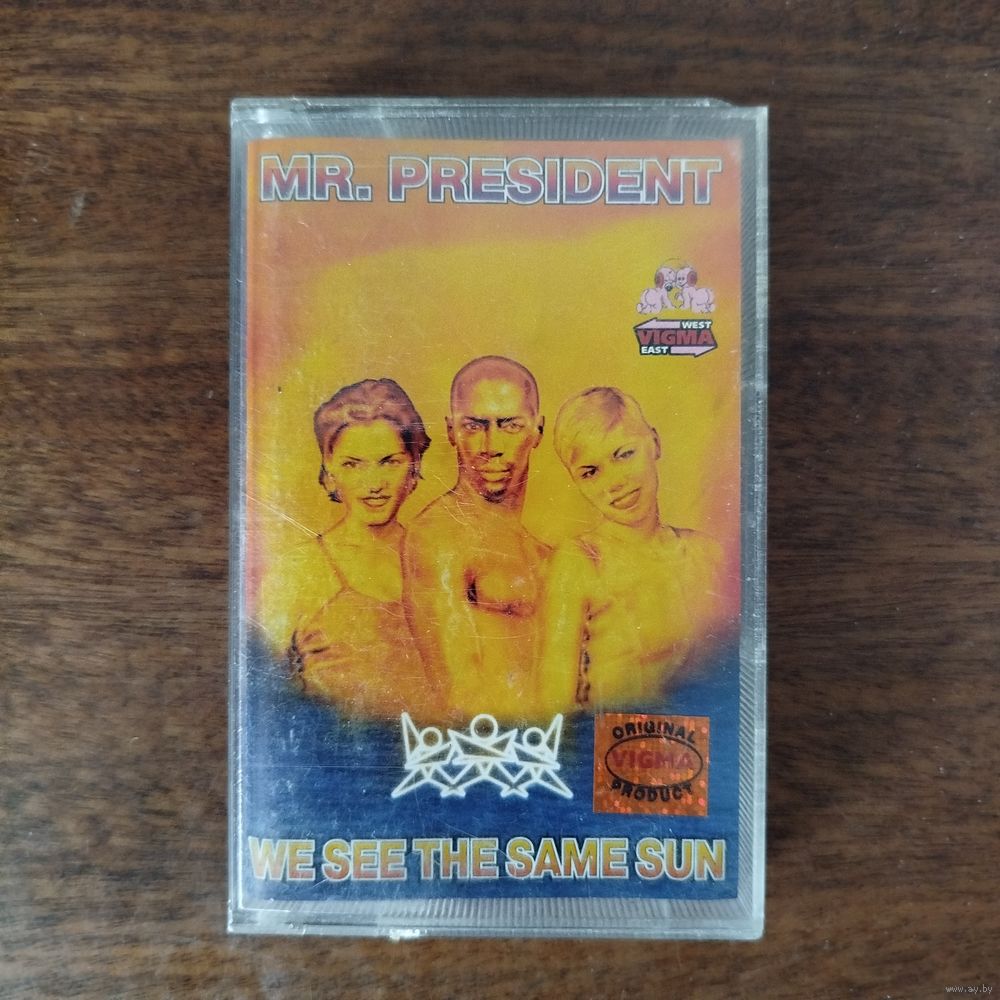 MR. PRESIDENT
WEST
VIGMA
EAST
ORIGINAL
VIGMA
PRODUCT
WE SEE THE SAME SUN
www.ay.by